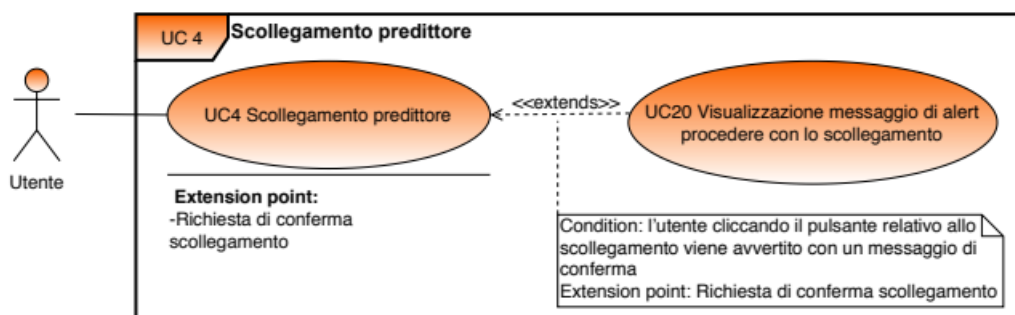 UC 4
Scollegamento predittore
UC4 Scollegamento predittore
<<extends>>
UC20 Visualizzazione messaggio di alert
procedere con lo scollegamento
Utente
Extension point:
-Richiesta di conferma
scollegamento
Condition: l'utente cliccando il pulsante relativo allo
scollegamento viene avvertito con un messaggio di
conferma
Extension point: Richiesta di conferma scollegamento